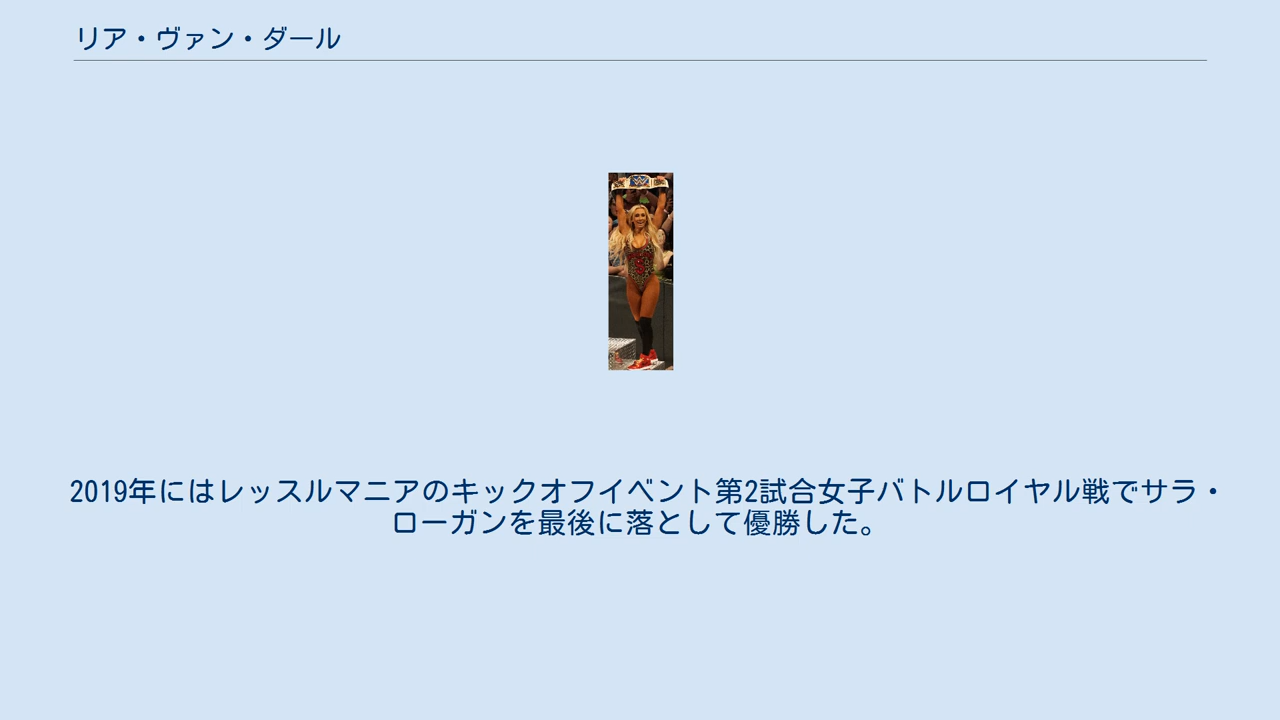 リア・ヴァン・ダール
2019年にはレッスルマニアのキックオフイベント第2試合女子バトルロイヤル戦でサラ・
ローガンを最後に落として優勝した。